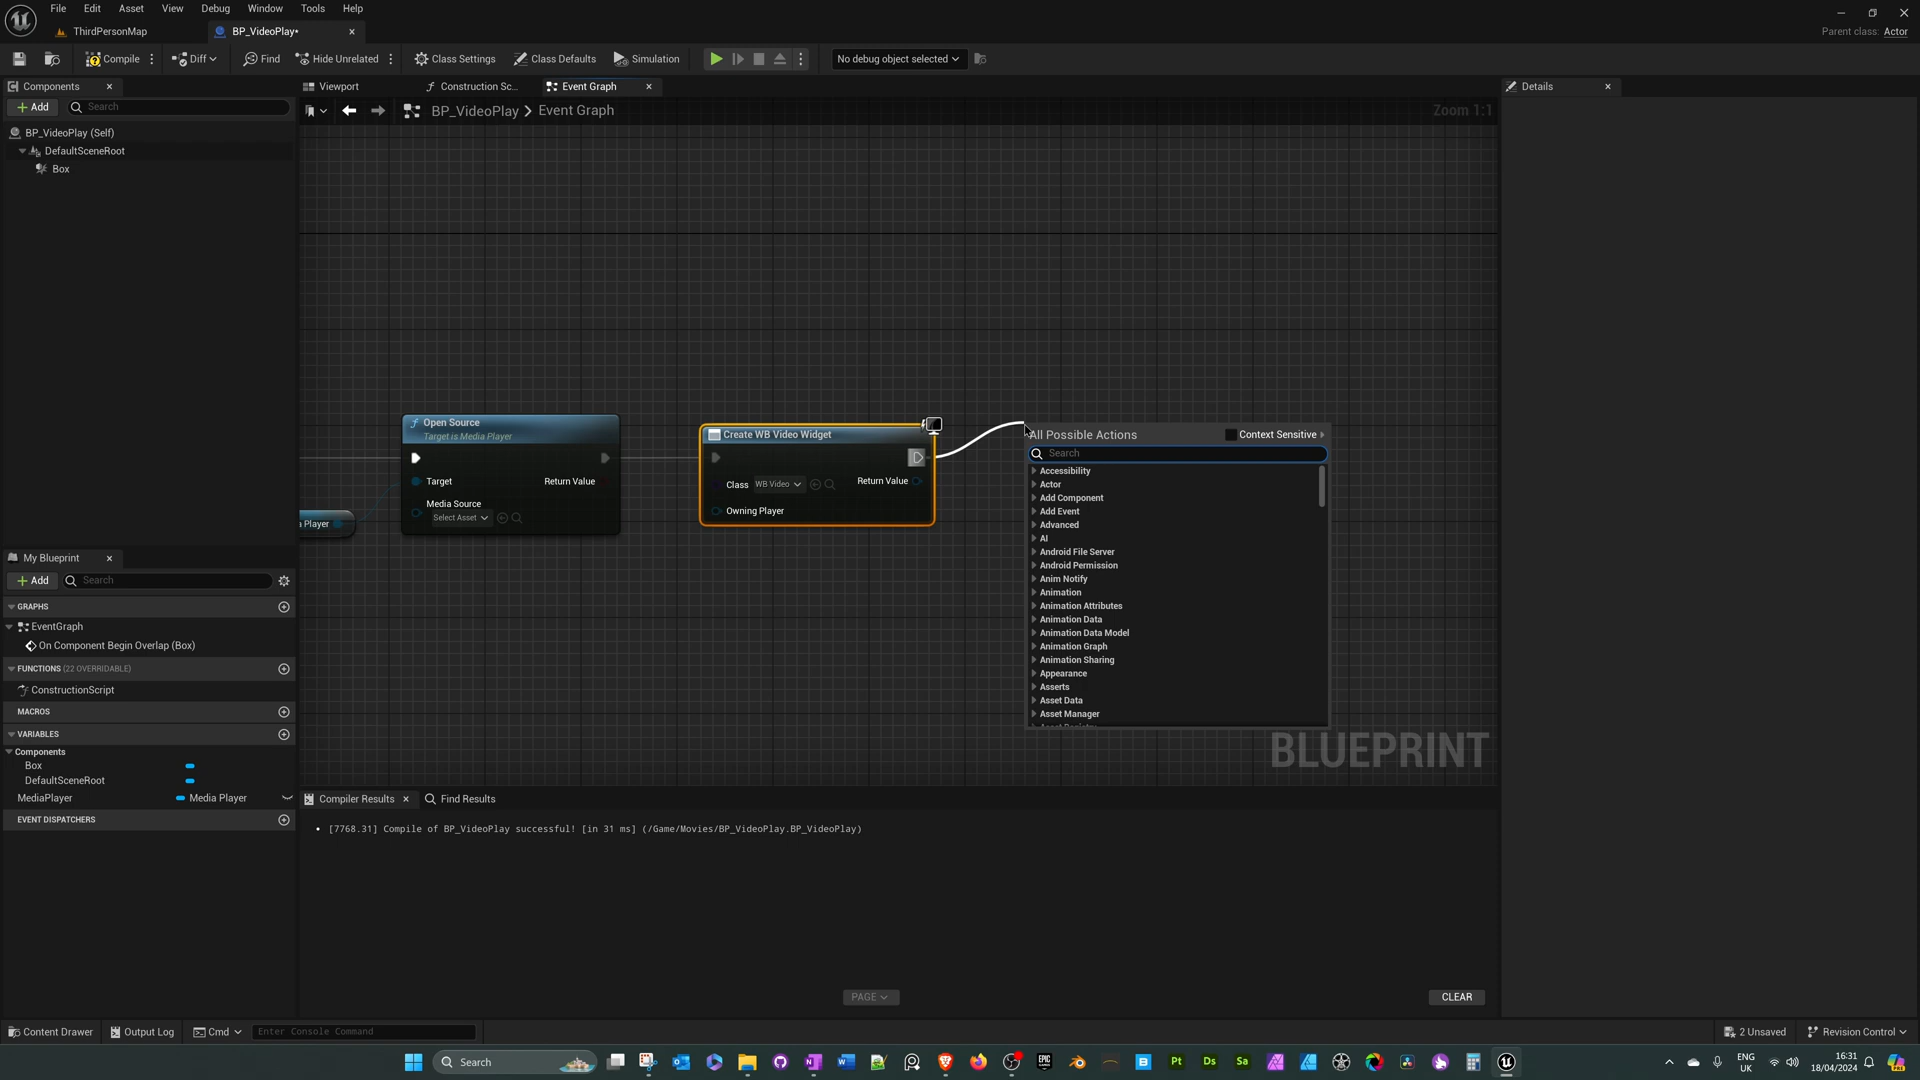 File Edit Asset View Debug Window Tools Help
ThirdPersonMap
BP_VideoPlay*
Parent class: Actor
Compile
Diff
Find
Hide Unrelated
Class Settings
Class Defaults
Simulation
No debug object selected
Components
Viewport
Construction Sc...
Event Graph
Details
Add
Search
BP_VideoPlay > Event Graph
Zoom 1:1
BP_VideoPlay (Self)
DefaultSceneRoot
Box
Open Source
Target is Media Player
Target
Return Value
Media Source
Select Asset
a Player
Create WB Video Widget
Class
WB Video
Return Value
Owning Player
All Possible Actions
Context Sensitive
Search
Accessibility
Actor
Add Component
Add Event
Advanced
AI
Android File Server
Android Permission
Anim Notify
Animation
Animation Attributes
Animation Data
Animation Data Model
Animation Graph
Animation Sharing
Appearance
Asserts
Asset Data
Asset Manager
BLUEPRINT
My Blueprint
Add
Search
GRAPHS
EventGraph
On Component Begin Overlap (Box)
FUNCTIONS (22 OVERRIDABLE)
ConstructionScript
MACROS
VARIABLES
Components
Box
DefaultSceneRoot
MediaPlayer
Media Player
EVENT DISPATCHERS
Compiler Results
Find Results
[7768.31] Compile of BP_VideoPlay successful! [in 31 ms] (/Game/Movies/BP_VideoPlay.BP_VideoPlay)
PAGE
CLEAR
Content Drawer
Output Log
Cmd
Enter Console Command
2 Unsaved
Revision Control
Search
Pt
Ds
Sa
ENG
UK
16:31
18/04/2024